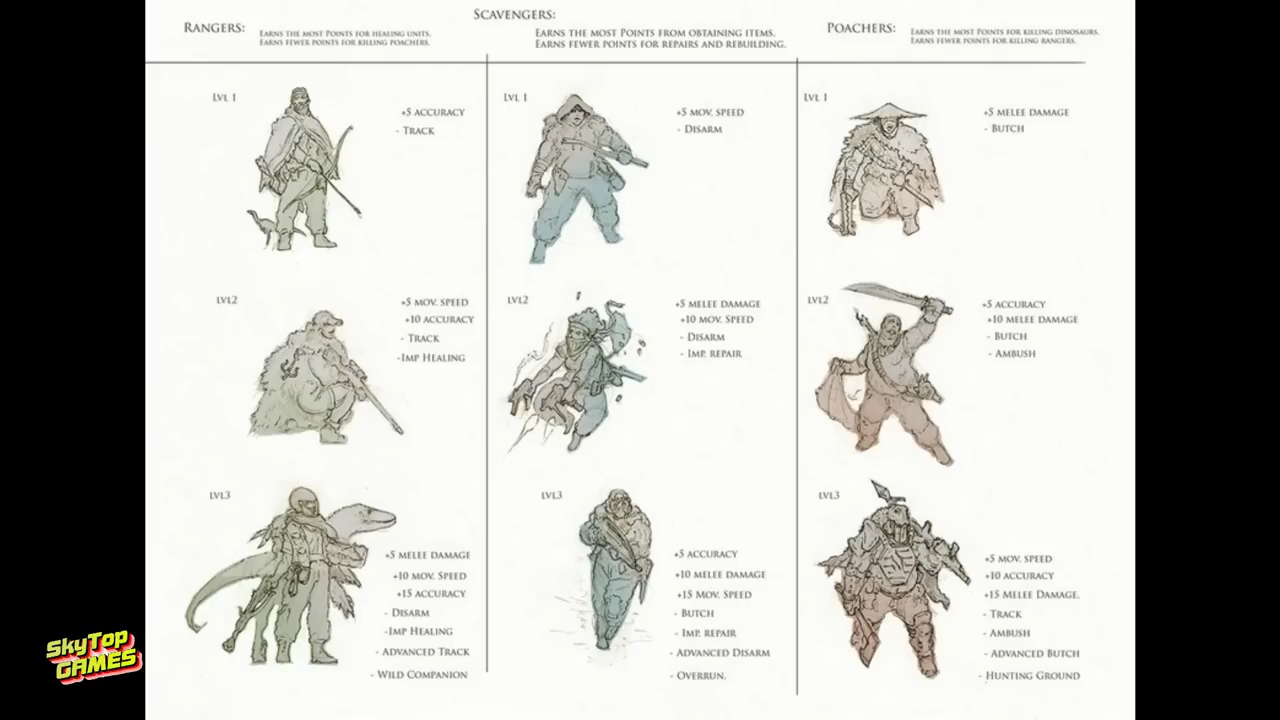 Rangers:
Earns the most Points for healing units.
Earns fewer points for killing poachers.
Scavengers:
Earns the most Points from obtaining items.
Earns fewer points for repairs and rebuilding.
Poachers:
Earns the most Points for killing dinosaurs.
Earns fewer points for killing rangers.
Lvl 1
+5 accuracy
- Track
Lvl 1
+5 mov. speed
- Disarm
Lvl 1
+5 melee damage
- Butch
lvl2
+5 mov. speed
+10 accuracy
- Track
-Imp Healing
lvl2
+5 melee damage
+10 mov. Speed
- Disarm
- Imp. repair
lvl2
+5 accuracy
+10 melee damage
- Butch
- Ambush
lvl3
+5 melee damage
+10 mov. Speed
+15 accuracy
- Disarm
-Imp Healing
- Advanced Track
- Wild Companion
lvl3
+5 accuracy
+10 melee damage
+15 Mov. Speed
- Butch
- Imp. repair
- Advanced Disarm
- Overrun.
lvl3
+5 mov. speed
+10 accuracy
+15 Melee Damage.
- Track
- Ambush
- Advanced Butch
- Hunting Ground
SkyTop
GAMES